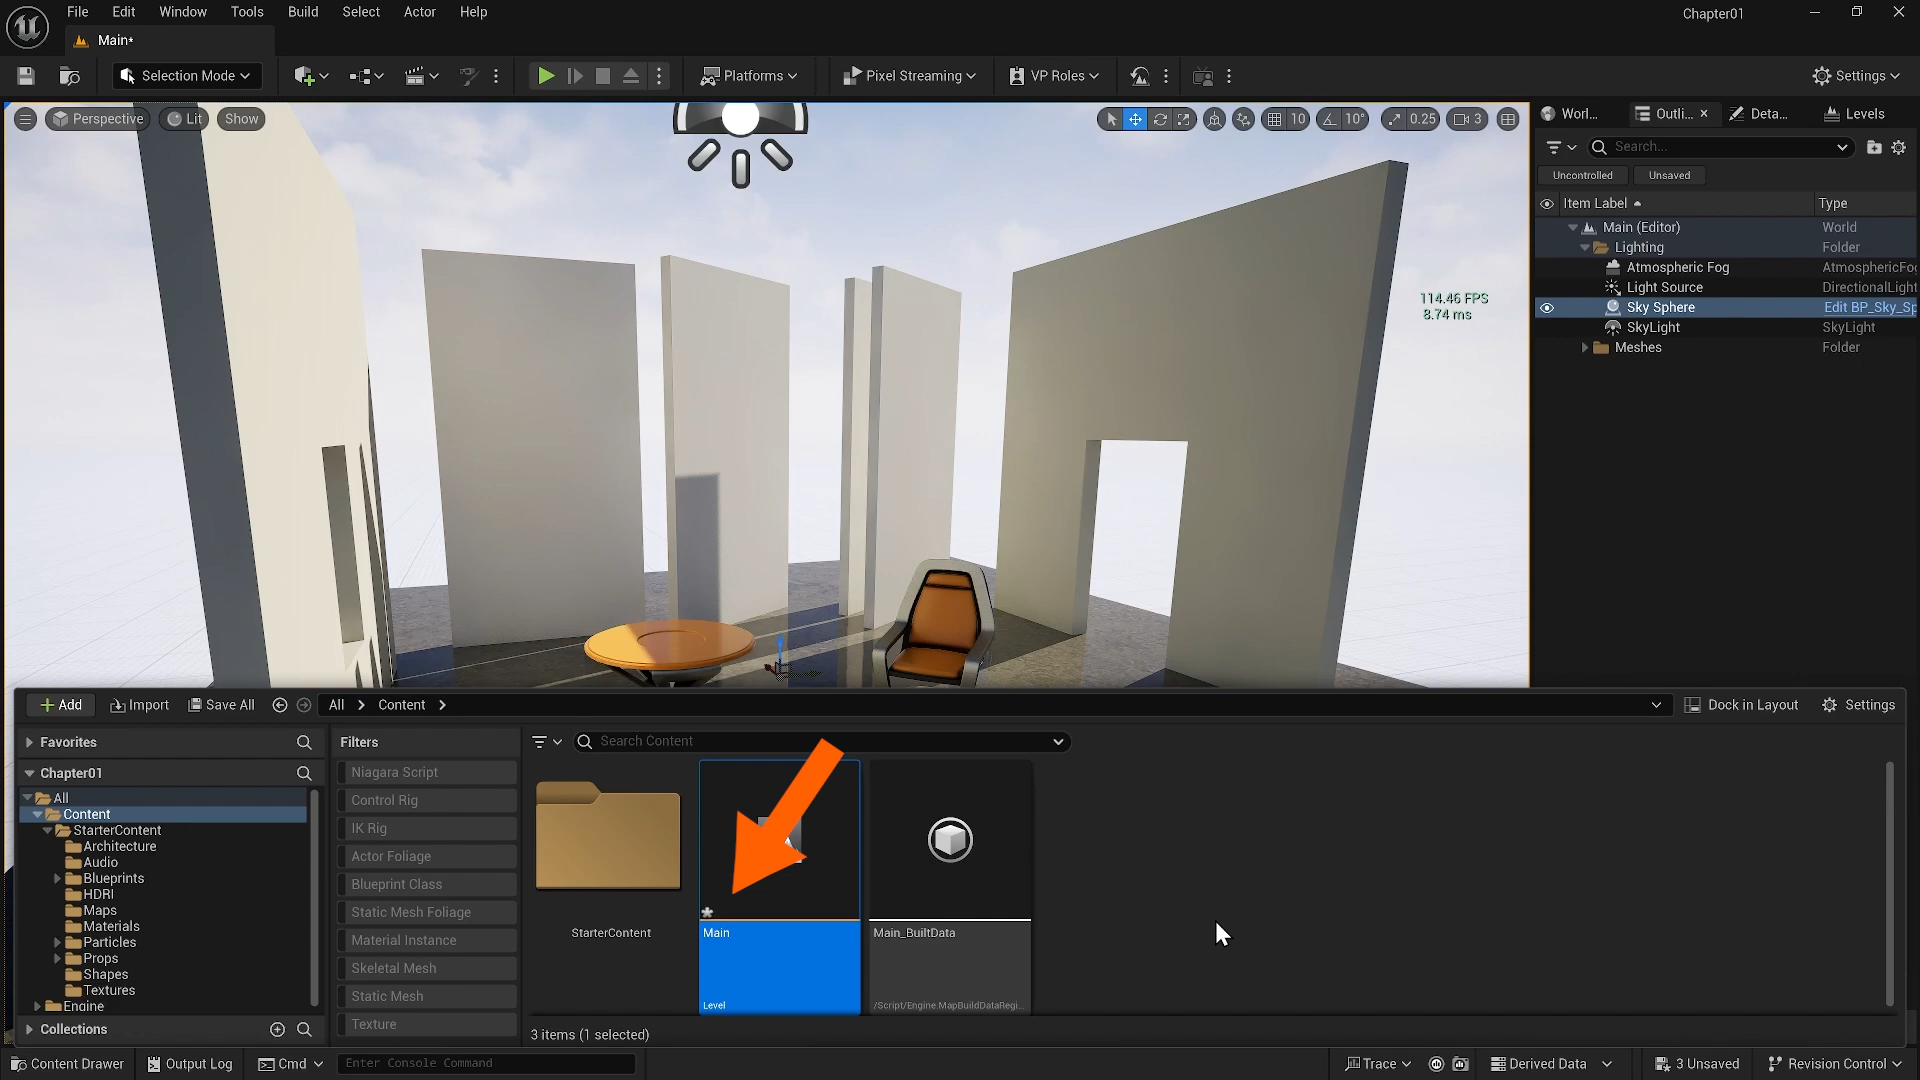 File Edit Window Tools Build Select Actor Help
Chapter01
Main*
Selection Mode
Platforms
Pixel Streaming
VP Roles
Settings
Perspective
Lit
Show
10
10°
0.25
3
Worl...
Outli...
Deta...
Levels
Search...
Uncontrolled
Unsaved
Item Label
Type
Main (Editor)
World
Lighting
Folder
Atmospheric Fog
AtmosphericFog
Light Source
DirectionalLight
Sky Sphere
Edit BP_Sky_Sp
SkyLight
SkyLight
Meshes
Folder
114.46 FPS
8.74 ms
Add
Import
Save All
All
Content
Dock in Layout
Settings
Favorites
Chapter01
All
Content
StarterContent
Architecture
Audio
Blueprints
HDRI
Maps
Materials
Particles
Props
Shapes
Textures
Engine
Collections
Filters
Niagara Script
Control Rig
IK Rig
Actor Foliage
Blueprint Class
Static Mesh Foliage
Material Instance
Skeletal Mesh
Static Mesh
Texture
Search Content
StarterContent
Main
Level
Main_BuiltData
/Script/Engine.MapBuildDataRegi...
3 items (1 selected)
Content Drawer
Output Log
Cmd
Enter Console Command
Trace
Derived Data
3 Unsaved
Revision Control